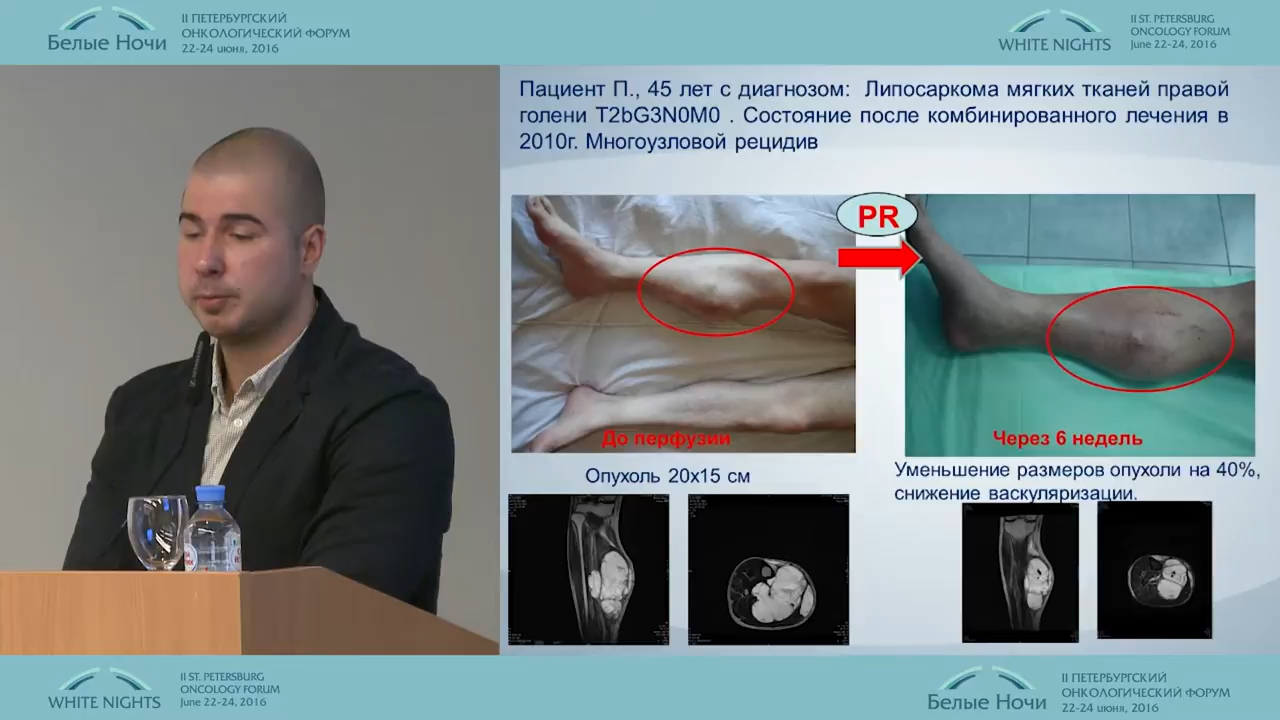 Белые Ночи
II ПЕТЕРБУРГСКИЙ
ОНКОЛОГИЧЕСКИЙ ФОРУМ
22-24 июня, 2016
WHITE NIGHTS
II ST. PETERSBURG
ONCOLOGY FORUM
June 22-24, 2016
Пациент П., 45 лет с диагнозом: Липосаркома мягких тканей правой
голени T2bG3N0M0 . Состояние после комбинированного лечения в
2010г. Многоузловой рецидив
PR
До перфузии
Через 6 недель
Опухоль 20х15 см
Уменьшение размеров опухоли на 40%,
снижение васкуляризации.
WHITE NIGHTS
II ST. PETERSBURG
ONCOLOGY FORUM
June 22-24, 2016
Белые Ночи
II ПЕТЕРБУРГСКИЙ
ОНКОЛОГИЧЕСКИЙ ФОРУМ
22-24 июня, 2016